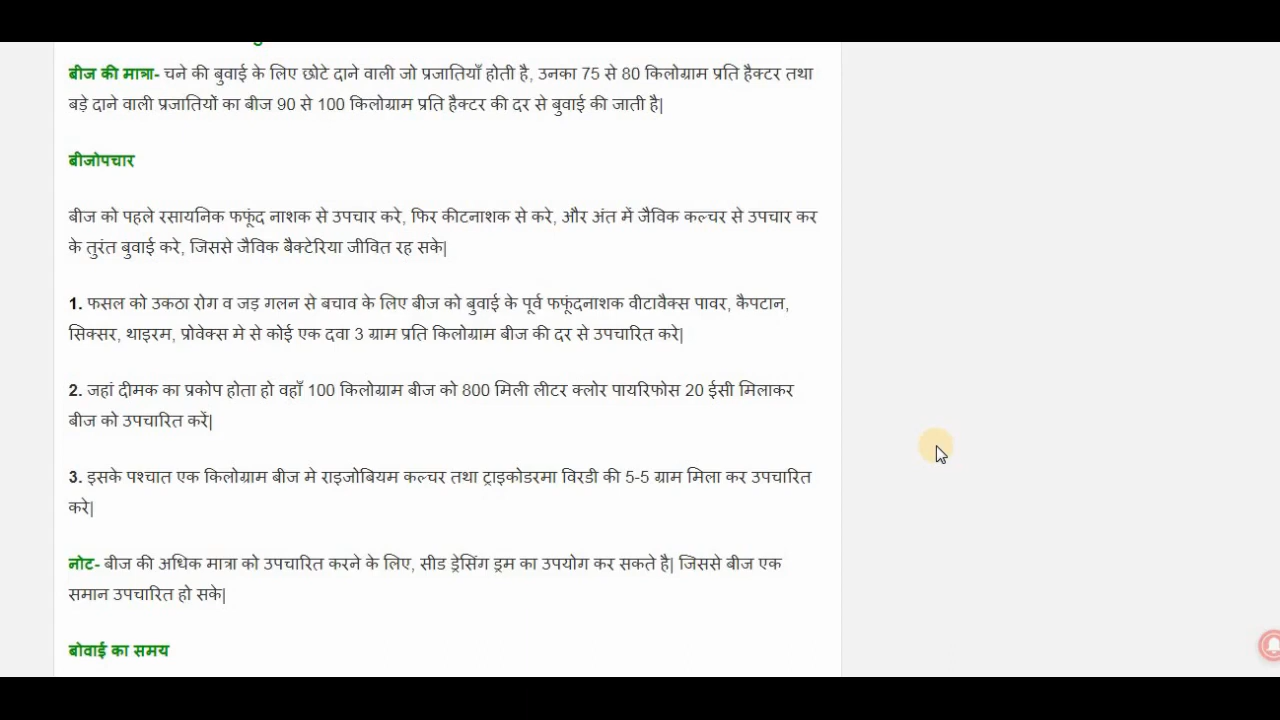 बीज की मात्रा- चने की बुवाई के लिए छोटे दाने वाली जो प्रजातियाँ होती है, उनका 75 से 80 किलोग्राम प्रति हैक्टर तथा
बड़े दाने वाली प्रजातियों का बीज 90 से 100 किलोग्राम प्रति हैक्टर की दर से बुवाई की जाती है|
बीजोपचार
बीज को पहले रसायनिक फफूंद नाशक से उपचार करे, फिर कीटनाशक से करे, और अंत में जैविक कल्चर से उपचार कर
के तुरंत बुवाई करे, जिससे जैविक बैक्टेरिया जीवित रह सके|
1. फसल को उकठा रोग व जड़ गलन से बचाव के लिए बीज को बुवाई के पूर्व फफूंदनाशक वीटावैक्स पावर, कैपटान,
सिक्सर, थाइरम, प्रोवेक्स मे से कोई एक दवा 3 ग्राम प्रति किलोग्राम बीज की दर से उपचारित करे|
2. जहां दीमक का प्रकोप होता हो वहाँ 100 किलोग्राम बीज को 800 मिली लीटर क्लोर पायरिफोस 20 ईसी मिलाकर
बीज को उपचारित करें|
3. इसके पश्चात एक किलोग्राम बीज मे राइजोबियम कल्चर तथा ट्राइकोडरमा विरडी की 5-5 ग्राम मिला कर उपचारित
करे|
नोट- बीज की अधिक मात्रा को उपचारित करने के लिए, सीड ड्रेसिंग ड्रम का उपयोग कर सकते है| जिससे बीज एक
समान उपचारित हो सके|
बोवाई का समय